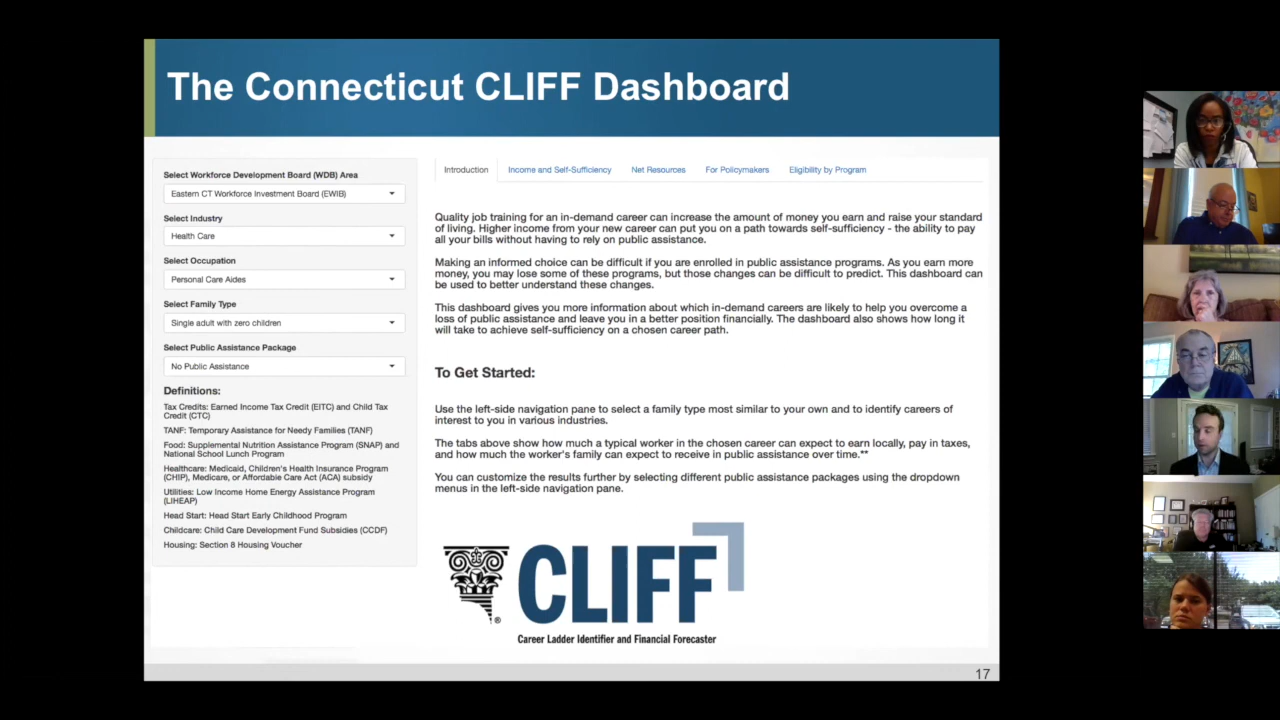 The Connecticut CLIFF Dashboard
Select Workforce Development Board (WDB) Area
Eastern CT Workforce Investment Board (EWIB)
Select Industry
Health Care
Select Occupation
Personal Care Aides
Select Family Type
Single adult with zero children
Select Public Assistance Package
No Public Assistance
Definitions:
Tax Credits: Earned Income Tax Credit (EITC) and Child Tax
Credit (CTC)
TANF: Temporary Assistance for Needy Families (TANF)
Food: Supplemental Nutrition Assistance Program (SNAP) and
National School Lunch Program
Healthcare: Medicaid, Children's Health Insurance Program
(CHIP), Medicare, or Affordable Care Act (ACA) subsidy
Utilities: Low Income Home Energy Assistance Program
(LIHEAP)
Head Start: Head Start Early Childhood Program
Childcare: Child Care Development Fund Subsidies (CCDF)
Housing: Section 8 Housing Voucher
Introduction Income and Self-Sufficiency Net Resources For Policymakers Eligibility by Program
Quality job training for an in-demand career can increase the amount of money you earn and raise your standard
of living. Higher income from your new career can put you on a path towards self-sufficiency - the ability to pay
all your bills without having to rely on public assistance.
Making an informed choice can be difficult if you are enrolled in public assistance programs. As you earn more
money, you may lose some of these programs, but those changes can be difficult to predict. This dashboard can
be used to better understand these changes.
This dashboard gives you more information about which in-demand careers are likely to help you overcome a
loss of public assistance and leave you in a better position financially. The dashboard also shows how long it
will take to achieve self-sufficiency on a chosen career path.
To Get Started:
Use the left-side navigation pane to select a family type most similar to your own and to identify careers of
interest to you in various industries.
The tabs above show how much a typical worker in the chosen career can expect to earn locally, pay in taxes,
and how much the worker's family can expect to receive in public assistance over time.**
You can customize the results further by selecting different public assistance packages using the dropdown
menus in the left-side navigation pane.
CLIFF
®
Career Ladder Identifier and Financial Forecaster
17